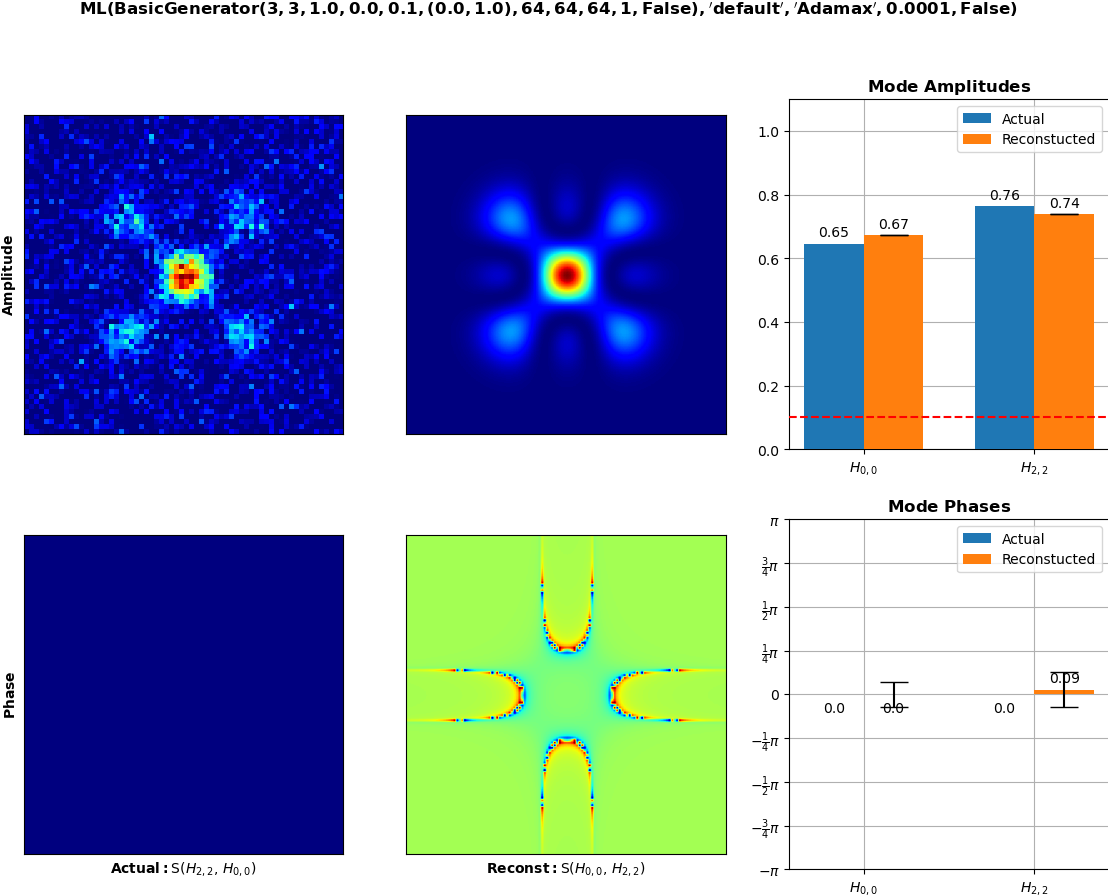 ML(BasicGenerator(3, 3, 1.0, 0.0, 0.1, (0.0, 1.0), 64, 64, 64, 1, False), ′default′, ′Adamax′, 0.0001, False)
Amplitude
Mode Amplitudes
Actual
Reconstucted
1.0
0.8
0.6
0.4
0.2
0.0
0.65
0.67
0.76
0.74
H0, 0
H2, 2
Phase
Actual: S(H2, 2, H0, 0)
Reconst: S(H0, 0, H2, 2)
Mode Phases
Actual
Reconstucted
π
3/4π
1/2π
1/4π
0
−1/4π
−1/2π
−3/4π
−π
0.0
0.0
0.0
0.09
H0, 0
H2, 2